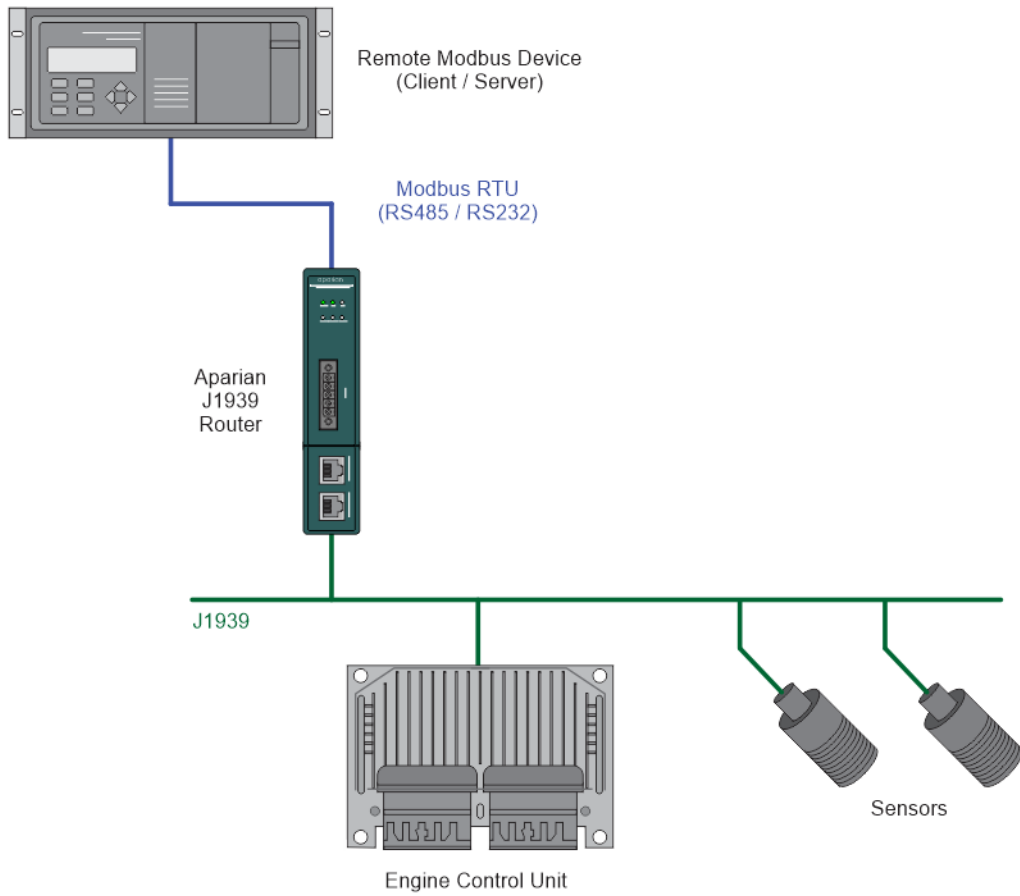 Remote Modbus Device
(Client / Server)
Modbus RTU
(RS485 / RS232)
Aparian
J1939
Router
J1939
Sensors
Engine Control Unit